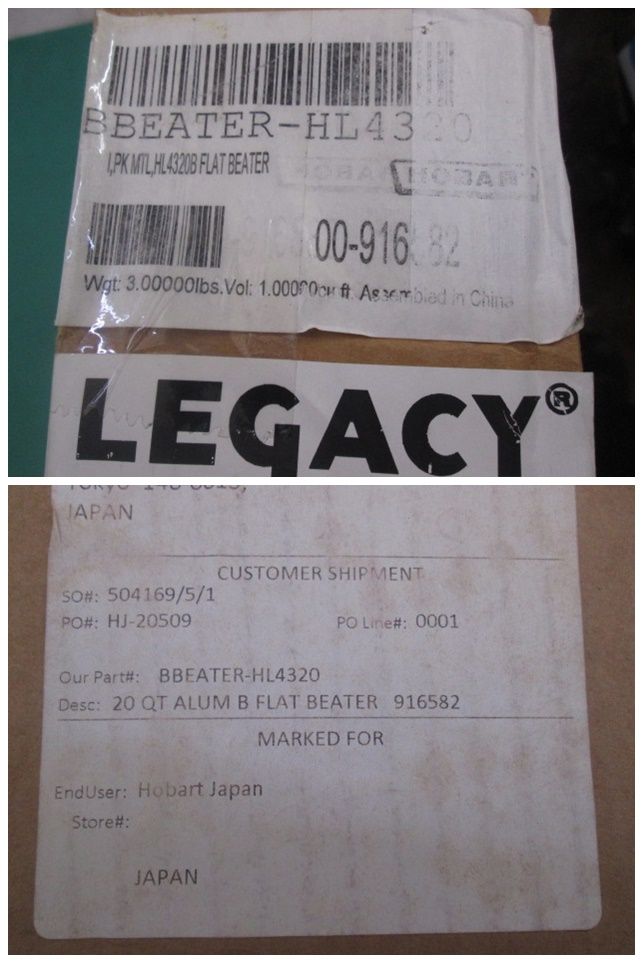 BBEATER-HL4320
I,PK MTL,HL4320B FLAT BEATER
HOBART
00-916582
Wgt: 3.00000lbs.Vol: 1.00000cu ft. Assembled in China
LEGACY®
JAPAN
CUSTOMER SHIPMENT
SO#: 504169/5/1
PO#: HJ-20509 PO Line#: 0001
Our Part#: BBEATER-HL4320
Desc: 20 QT ALUM B FLAT BEATER 916582
MARKED FOR
EndUser: Hobart Japan
Store#:
JAPAN